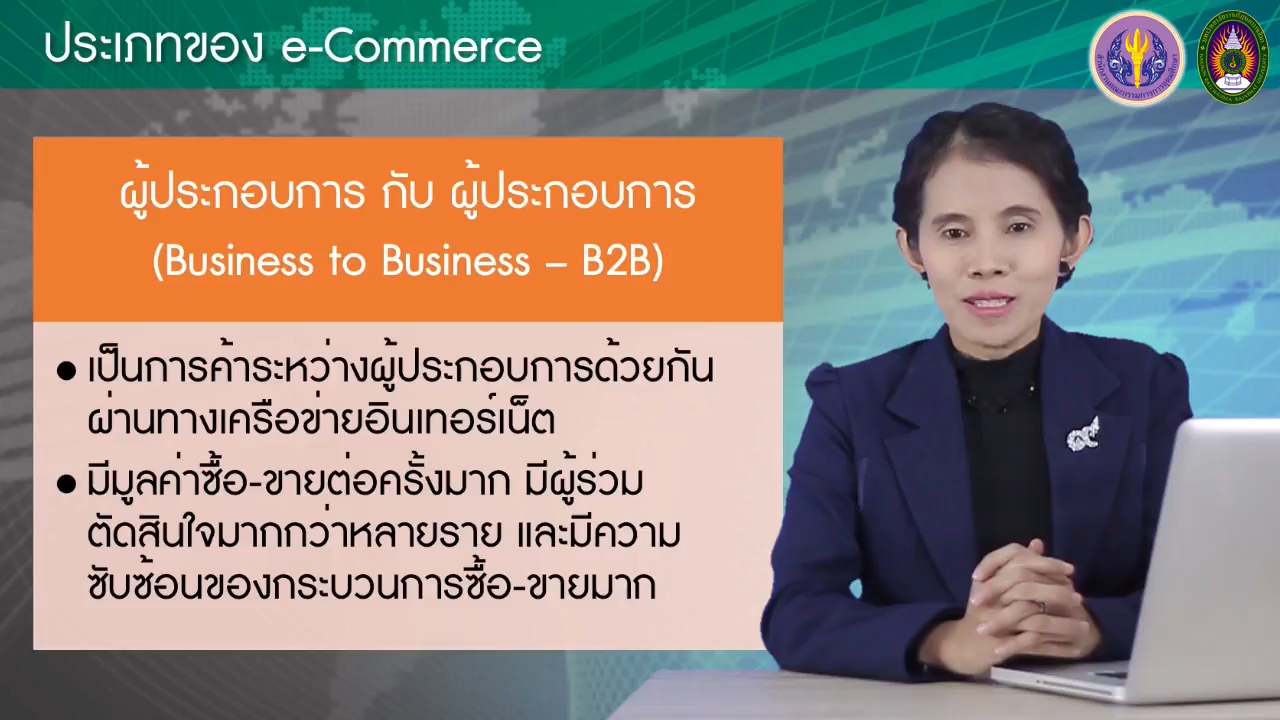 ประเภทของ e-Commerce
ผู้ประกอบการ กับ ผู้ประกอบการ
(Business to Business – B2B)
• เป็นการค้าระหว่างผู้ประกอบการด้วยกัน
ผ่านทางเครือข่ายอินเทอร์เน็ต
• มีมูลค่าซื้อ-ขายต่อครั้งมาก มีผู้ร่วม
ตัดสินใจมากกว่าหลายราย และมีความ
ซับซ้อนของกระบวนการซื้อ-ขายมาก